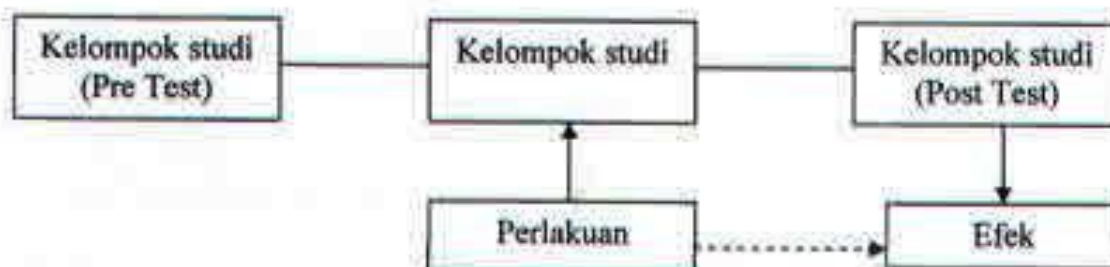 Kelompok studi
(Pre Test)
Kelompok studi
Kelompok studi
(Post Test)
Perlakuan
Efek